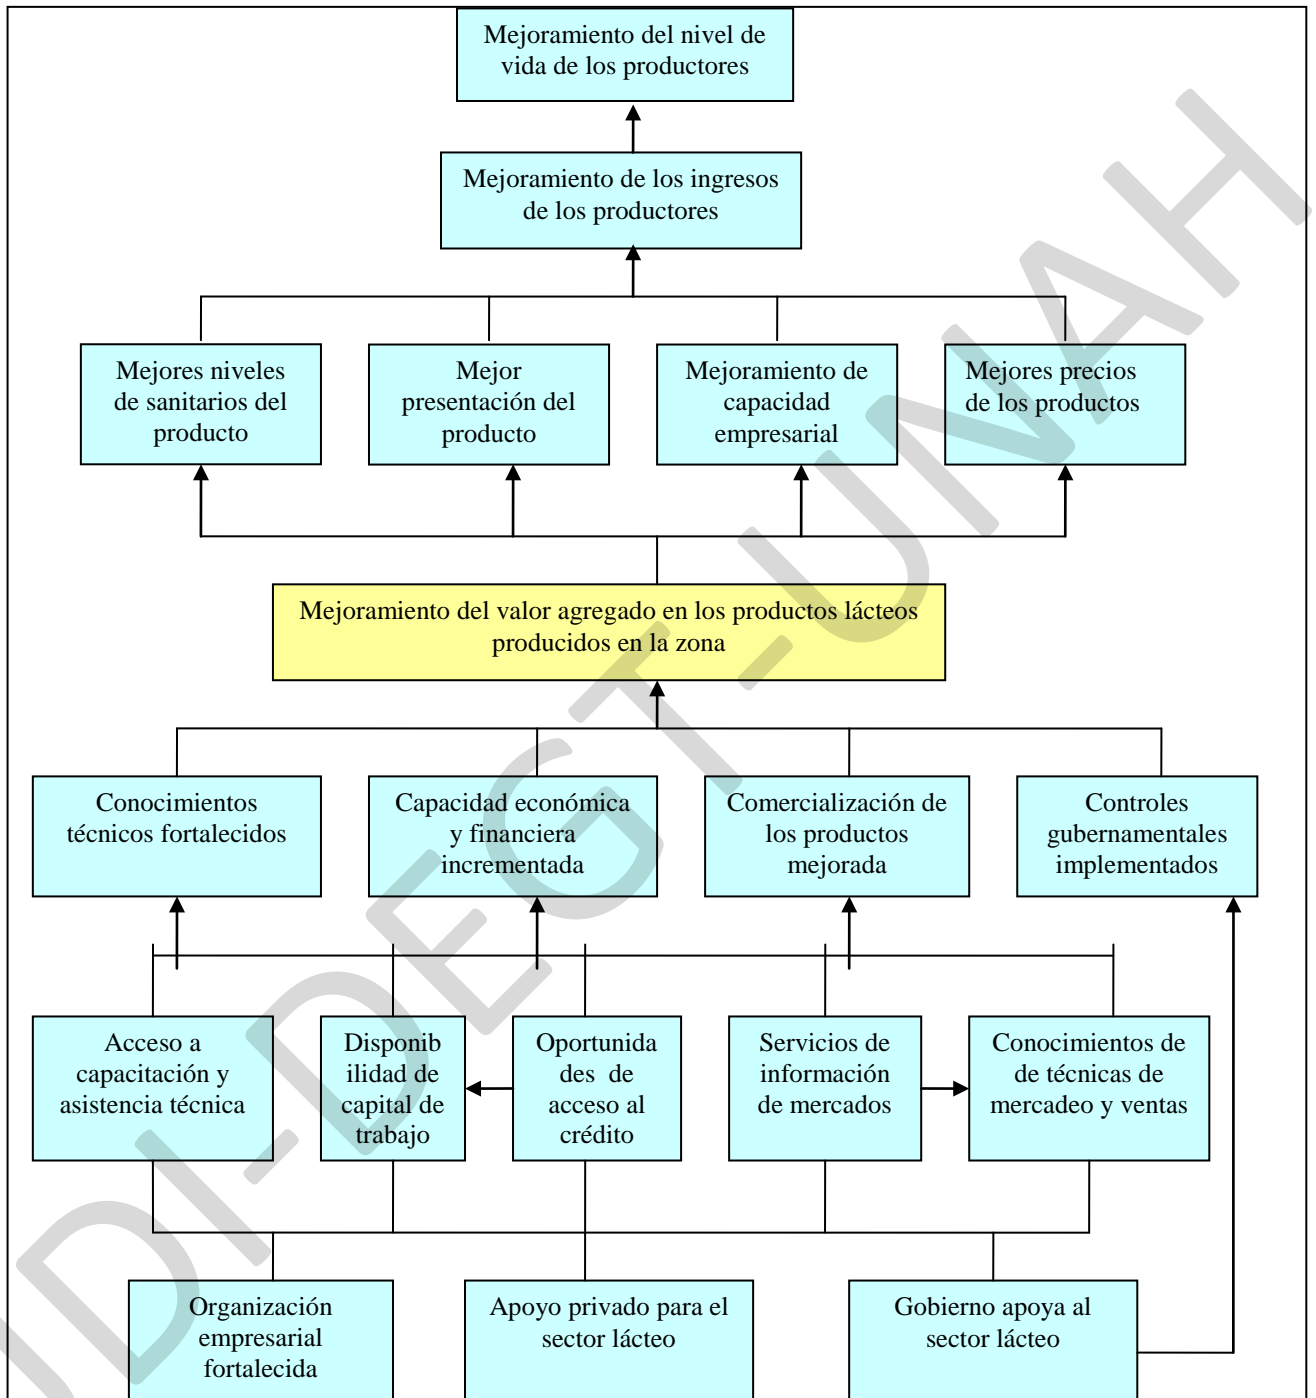 Mejoramiento del nivel de
vida de los productores
Mejoramiento de los ingresos
de los productores
Mejores niveles
de sanitarios del
producto
Mejor
presentación del
producto
Mejoramiento de
capacidad
empresarial
Mejores precios
de los productos
Mejoramiento del valor agregado en los productos lácteos
producidos en la zona
Conocimientos
técnicos fortalecidos
Capacidad económica
y financiera
incrementada
Comercialización de
los productos
mejorada
Controles
gubernamentales
implementados
Acceso a
capacitación y
asistencia técnica
Disponib
ilidad de
capital de
trabajo
Oportunida
des de
acceso al
crédito
Servicios de
información
de mercados
Conocimientos de
de técnicas de
mercadeo y ventas
Organización
empresarial
fortalecida
Apoyo privado para el
sector lácteo
Gobierno apoya al
sector lácteo
UDI-DEGT-UNAH